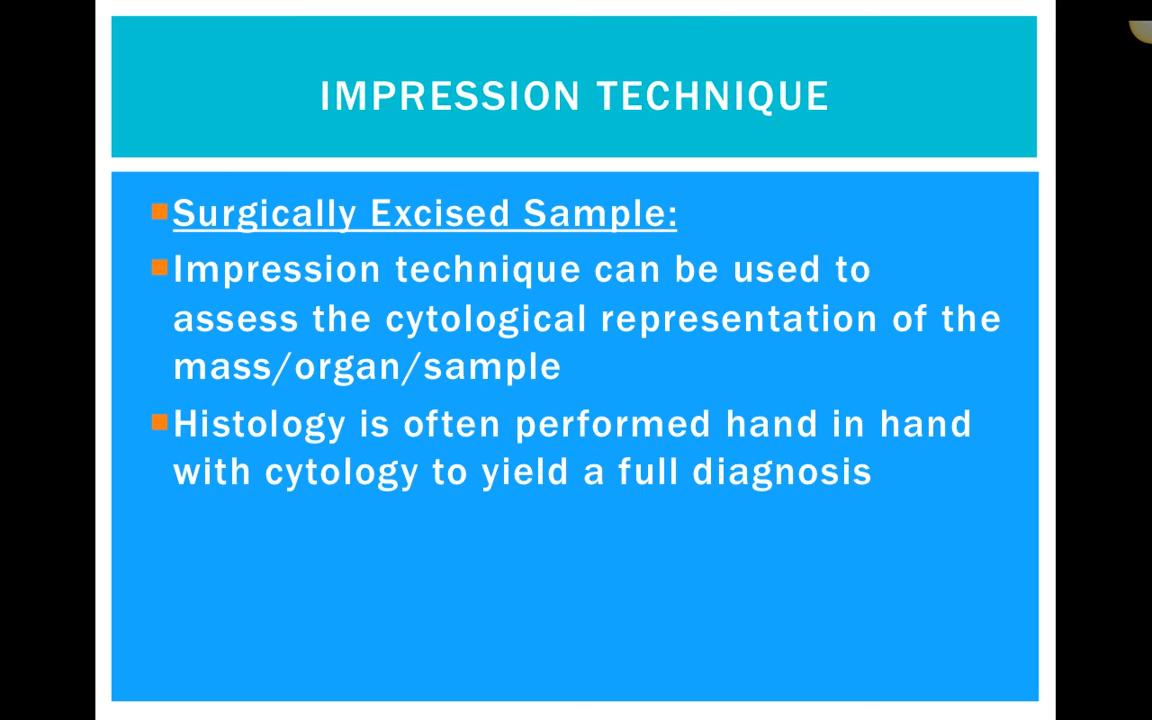 IMPRESSION TECHNIQUE
Surgically Excised Sample:
Impression technique can be used to
assess the cytological representation of the
mass/organ/sample
Histology is often performed hand in hand
with cytology to yield a full diagnosis